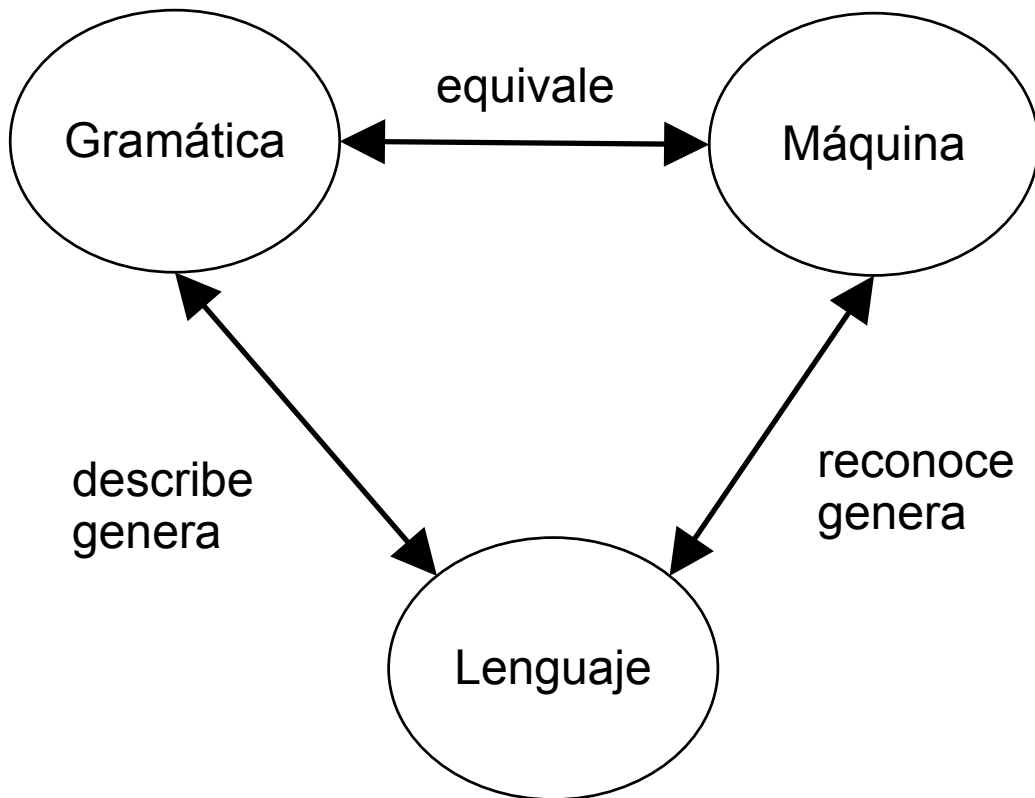 equivale
Gramática
Máquina
describe
genera
reconoce
genera
Lenguaje